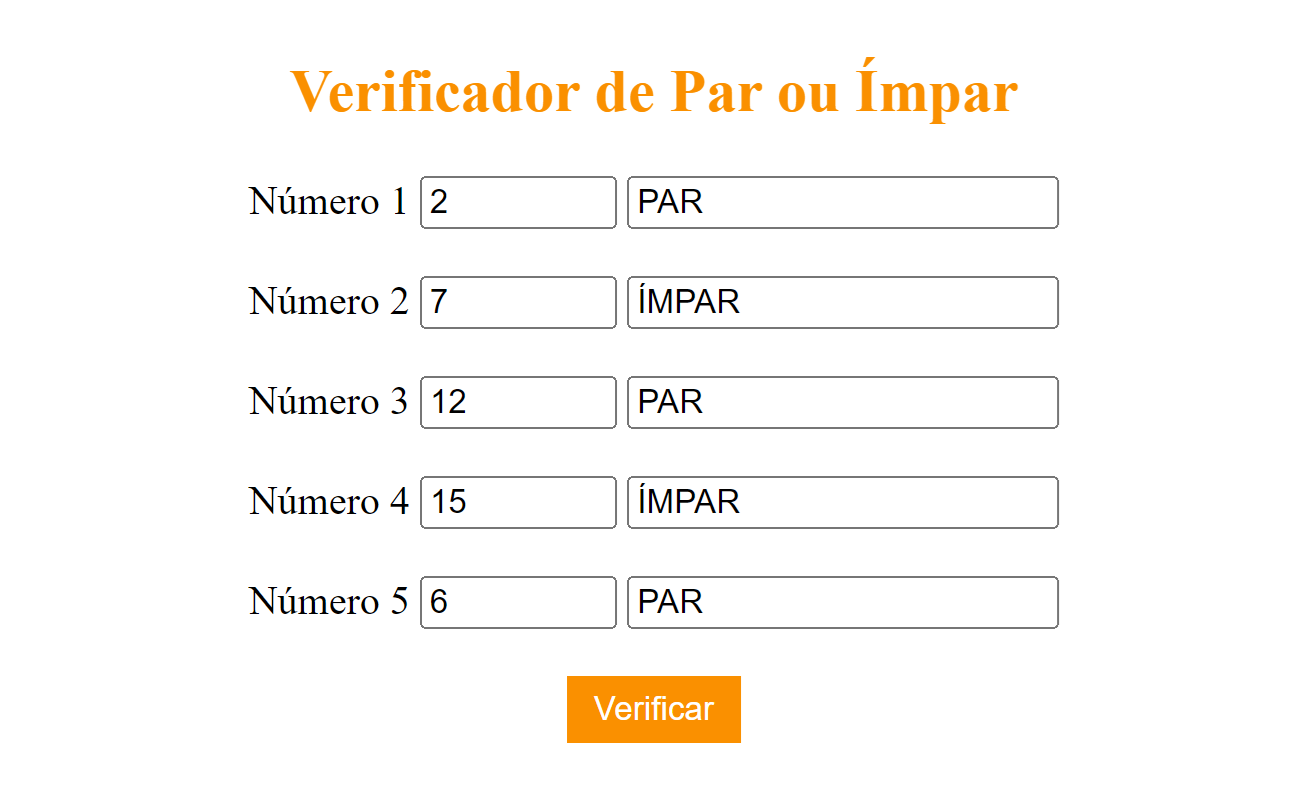 Verificador de Par ou Ímpar
Número 1 2 PAR
Número 2 7 ÍMPAR
Número 3 12 PAR
Número 4 15 ÍMPAR
Número 5 6 PAR
Verificar